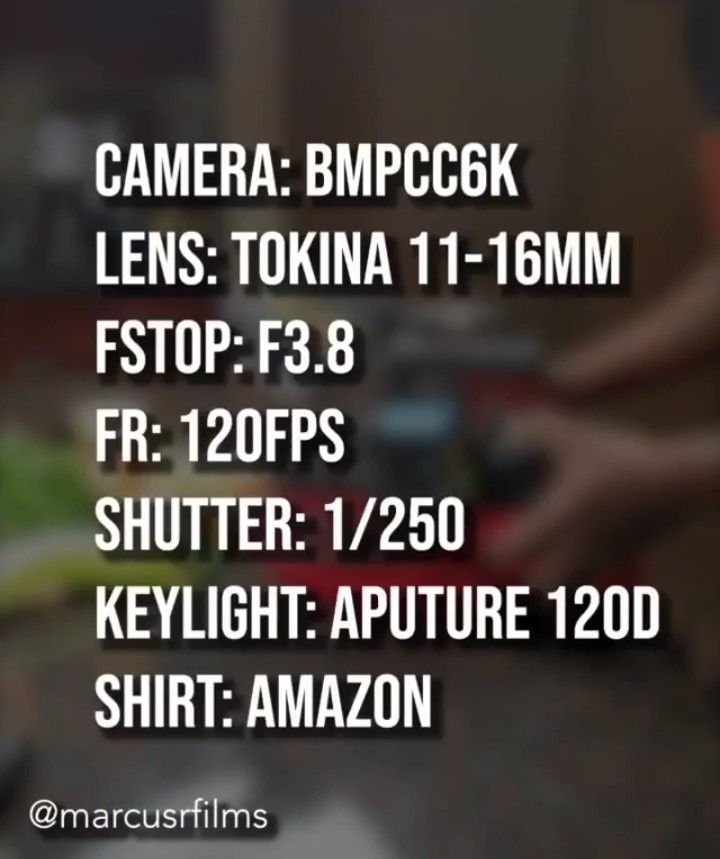 CAMERA: BMPCC6K
LENS: TOKINA 11-16MM
FSTOP: F3.8
FR: 120FPS
SHUTTER: 1/250
KEYLIGHT: APUTURE 120D
SHIRT: AMAZON
@marcusrfilms